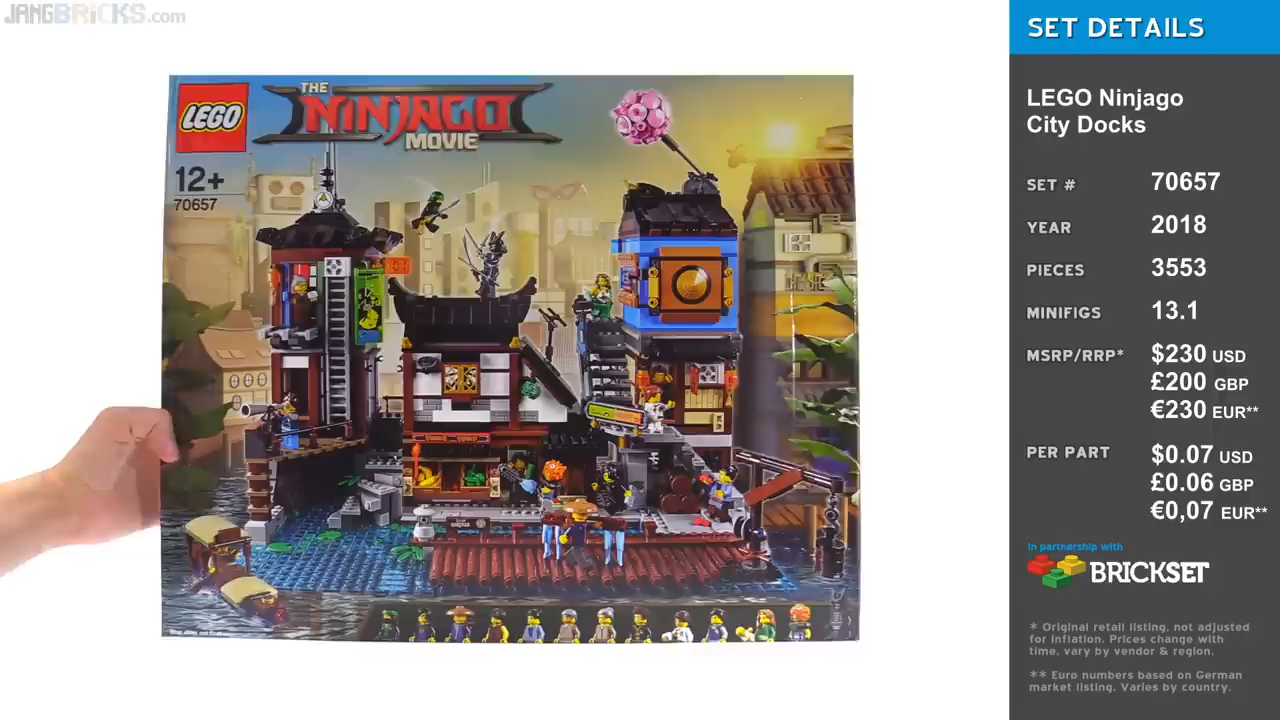 JANGBRiCKS.com
SET DETAILS
LEGO
THE
NINJAGO
MOVIE
12+
70657
LEGO Ninjago
City Docks
SET # 70657
YEAR 2018
PIECES 3553
MINIFIGS 13.1
MSRP/RRP* $230 USD
£200 GBP
€230 EUR**
PER PART $0.07 USD
£0.06 GBP
€0,07 EUR**
in partnership with
BRICKSET
* Original retail listing, not adjusted
for inflation. Prices change with
time, vary by vendor & region.
** Euro numbers based on German
market listing. Varies by country.